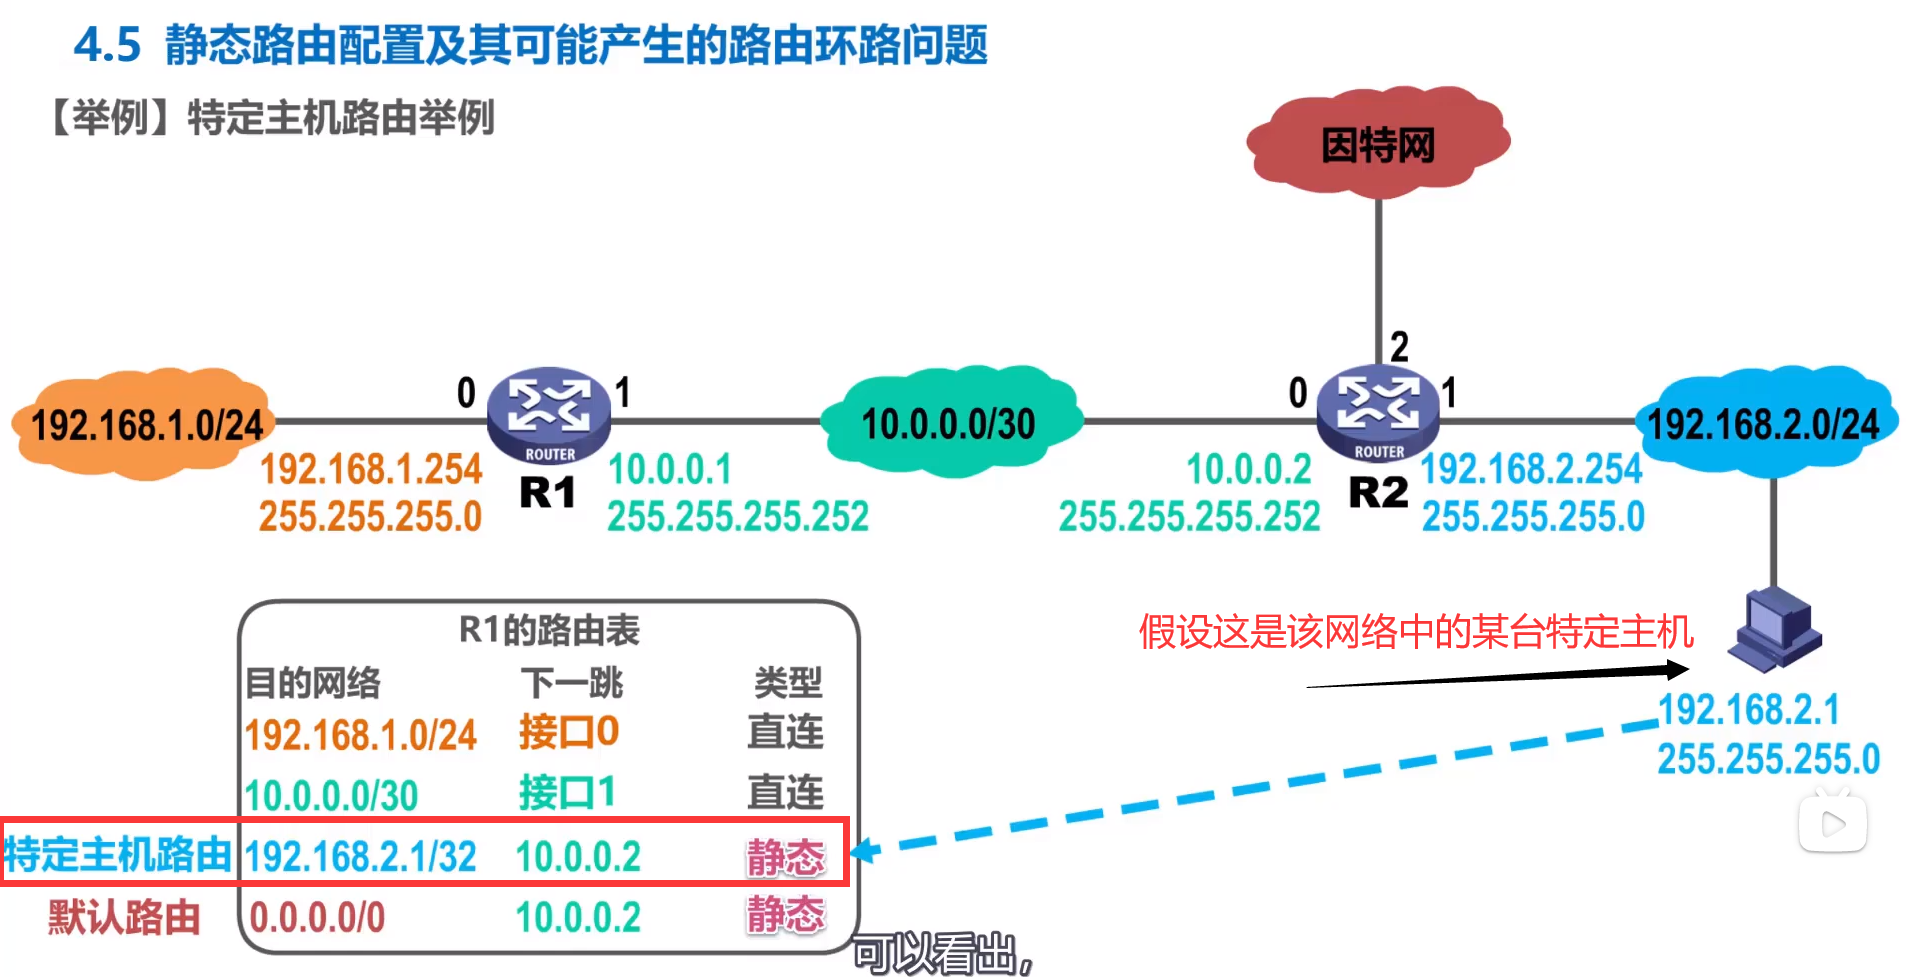 4.5 静态路由配置及其可能产生的路由环路问题
【举例】特定主机路由举例
因特网
2
0
1
0
1
192.168.1.0/24
10.0.0.0/30
192.168.2.0/24
ROUTER
ROUTER
192.168.1.254
255.255.255.0
R1
10.0.0.1
255.255.255.252
10.0.0.2
255.255.255.252
R2
192.168.2.254
255.255.255.0
假设这是该网络中的某台特定主机
192.168.2.1
255.255.255.0
R1的路由表
目的网络 下一跳 类型
192.168.1.0/24 接口0 直连
10.0.0.0/30 接口1 直连
特定主机路由 192.168.2.1/32 10.0.0.2 静态
默认路由 0.0.0.0/0 10.0.0.2 静态
可以看出，